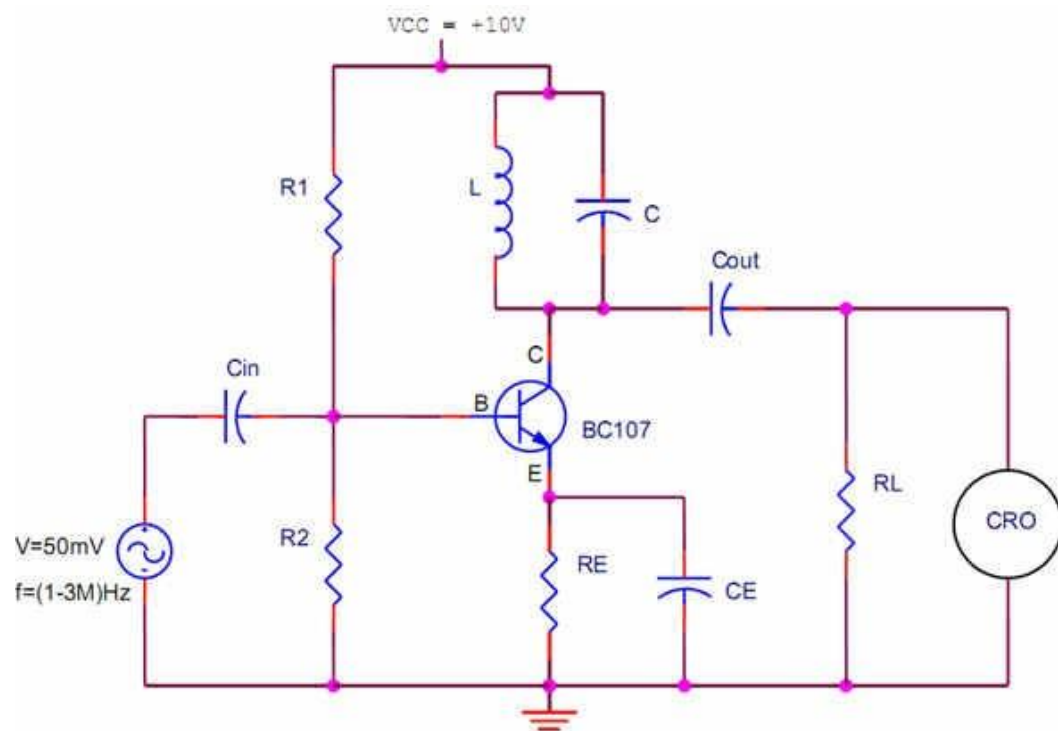 VCC = +10V
R1
L
C
Cout
Cin
C
B
BC107
E
RL
V=50mV
f=(1-3M)Hz
R2
RE
CE
CRO